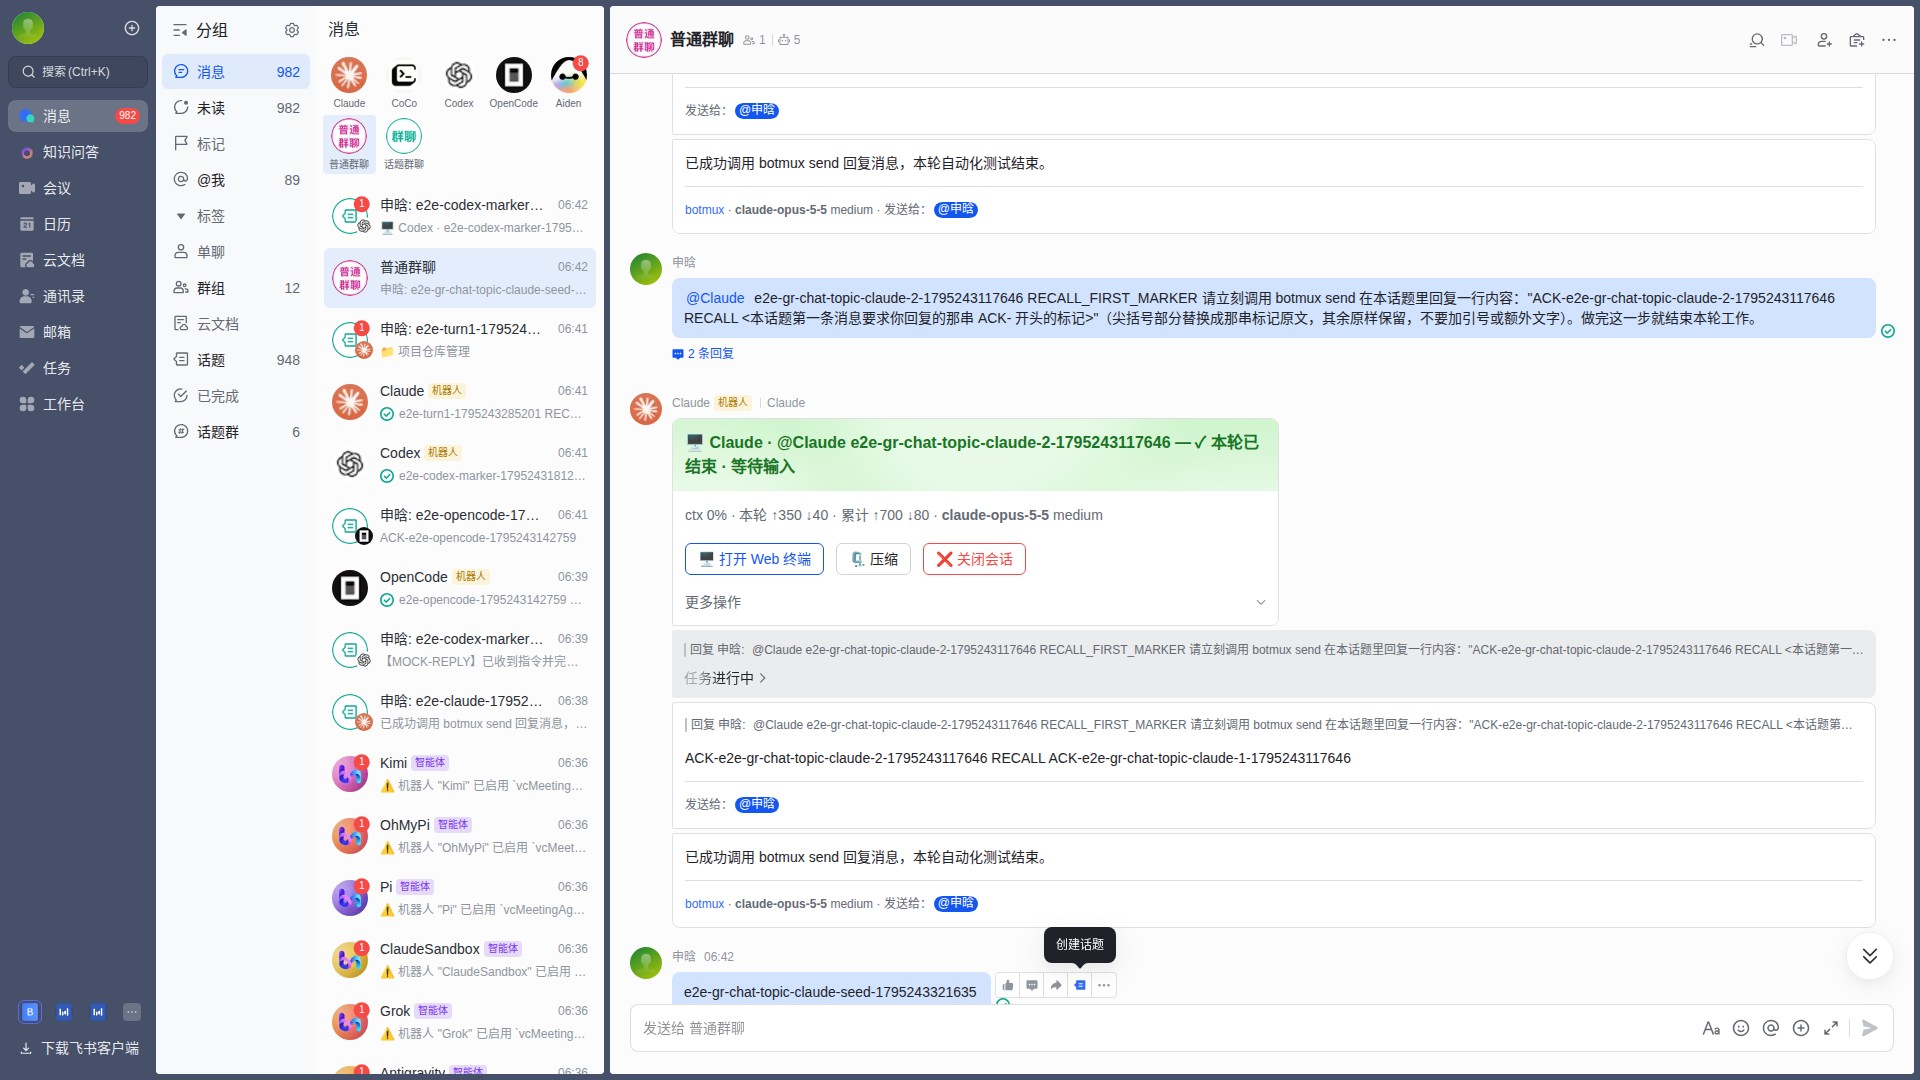 搜索 (Ctrl+K)
消息 982
知识问答
会议
日历
云文档
通讯录
邮箱
任务
工作台
B
下载飞书客户端
分组
消息 982
未读 982
标记
@我 89
标签
单聊
群组 12
云文档
话题 948
已完成
话题群 6
消息
8
Claude CoCo Codex OpenCode Aiden
普通群聊 群聊
普通群聊 话题群聊
1 申晗: e2e-codex-marker... 06:42
Codex · e2e-codex-marker-1795...
普通群聊 普通群聊 06:42
申晗: e2e-gr-chat-topic-claude-seed-...
1 申晗: e2e-turn1-179524... 06:41
项目仓库管理
Claude 机器人 06:41
e2e-turn1-1795243285201 REC...
Codex 机器人 06:41
e2e-codex-marker-17952431812...
申晗: e2e-opencode-17... 06:41
ACK-e2e-opencode-1795243142759
OpenCode 机器人 06:39
e2e-opencode-1795243142759 ...
申晗: e2e-codex-marker... 06:39
【MOCK-REPLY】已收到指令并完...
申晗: e2e-claude-17952... 06:38
已成功调用 botmux send 回复消息，...
1 Kimi 智能体 06:36
机器人 "Kimi" 已启用 `vcMeeting...
1 OhMyPi 智能体 06:36
机器人 "OhMyPi" 已启用 `vcMeet...
1 Pi 智能体 06:36
机器人 "Pi" 已启用 `vcMeetingAg...
1 ClaudeSandbox 智能体 06:36
机器人 "ClaudeSandbox" 已启用 ...
1 Grok 智能体 06:36
机器人 "Grok" 已启用 `vcMeeting...
1 Antigravity 智能体 06:36
普通群聊 普通群聊 1 5
发送给： @申晗
已成功调用 botmux send 回复消息，本轮自动化测试结束。
botmux · claude-opus-5-5 medium · 发送给： @申晗
申晗
@Claude e2e-gr-chat-topic-claude-2-1795243117646 RECALL_FIRST_MARKER 请立刻调用 botmux send 在本话题里回复一行内容："ACK-e2e-gr-chat-topic-claude-2-1795243117646
RECALL <本话题第一条消息要求你回复的那串 ACK- 开头的标记>"（尖括号部分替换成那串标记原文，其余原样保留，不要加引号或额外文字）。做完这一步就结束本轮工作。
2 条回复
Claude 机器人 | Claude
Claude · @Claude e2e-gr-chat-topic-claude-2-1795243117646 — ✓ 本轮已
结束 · 等待输入
ctx 0% · 本轮 ↑350 ↓40 · 累计 ↑700 ↓80 · claude-opus-5-5 medium
打开 Web 终端 压缩 关闭会话
更多操作
回复 申晗：@Claude e2e-gr-chat-topic-claude-2-1795243117646 RECALL_FIRST_MARKER 请立刻调用 botmux send 在本话题里回复一行内容："ACK-e2e-gr-chat-topic-claude-2-1795243117646 RECALL <本话题第一...
任务进行中
回复 申晗：@Claude e2e-gr-chat-topic-claude-2-1795243117646 RECALL_FIRST_MARKER 请立刻调用 botmux send 在本话题里回复一行内容："ACK-e2e-gr-chat-topic-claude-2-1795243117646 RECALL <本话题第...
ACK-e2e-gr-chat-topic-claude-2-1795243117646 RECALL ACK-e2e-gr-chat-topic-claude-1-1795243117646
发送给： @申晗
已成功调用 botmux send 回复消息，本轮自动化测试结束。
botmux · claude-opus-5-5 medium · 发送给： @申晗
创建话题
申晗 06:42
e2e-gr-chat-topic-claude-seed-1795243321635
发送给 普通群聊
Aa